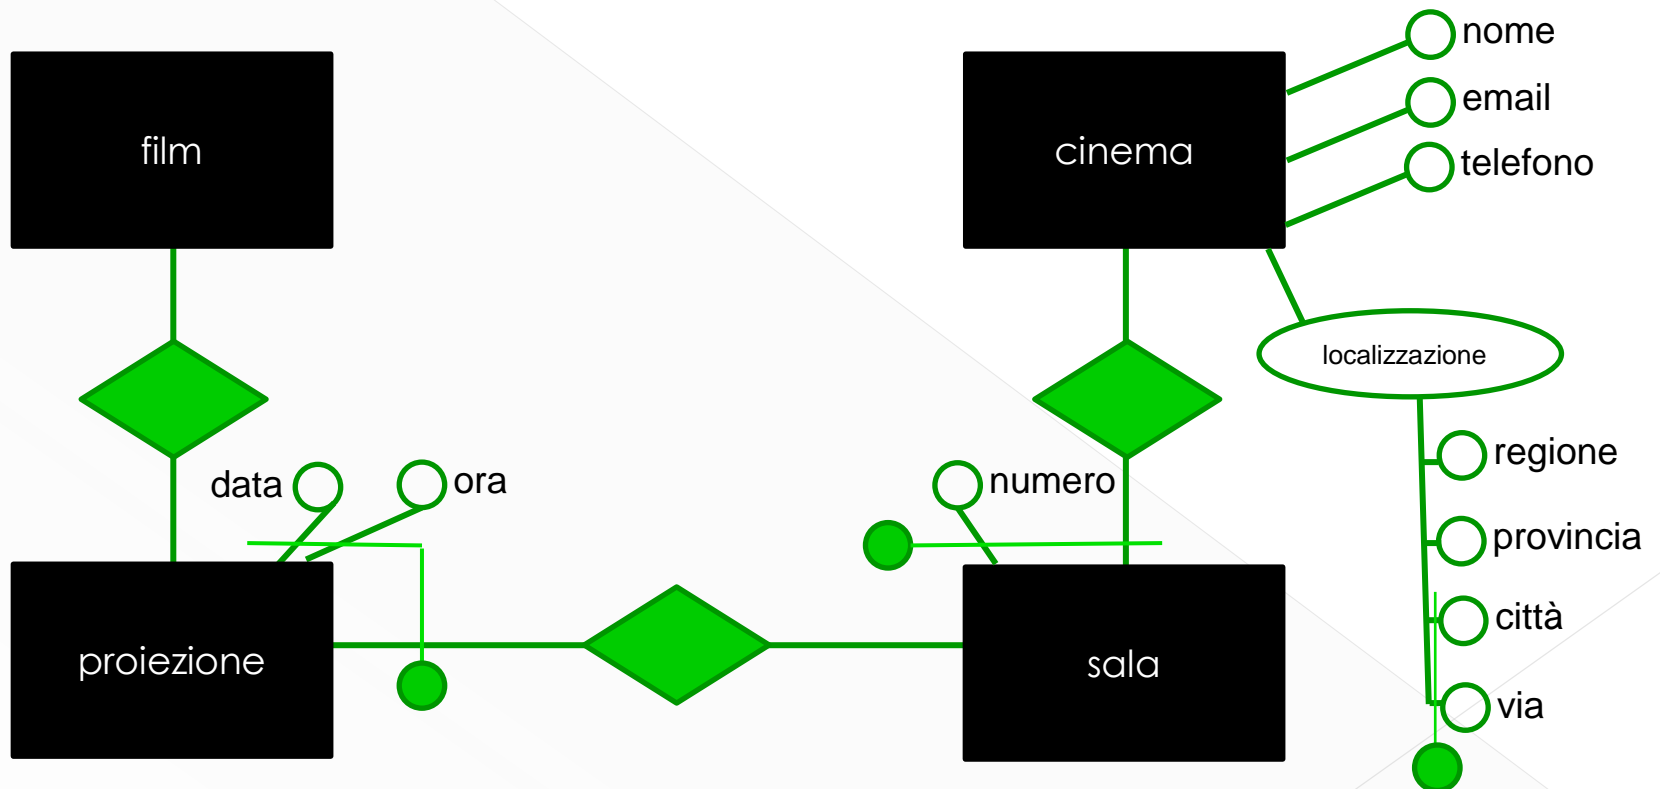 nome
film
cinema
email
telefono
localizzazione
data
ora
numero
regione
provincia
città
proiezione
sala
via